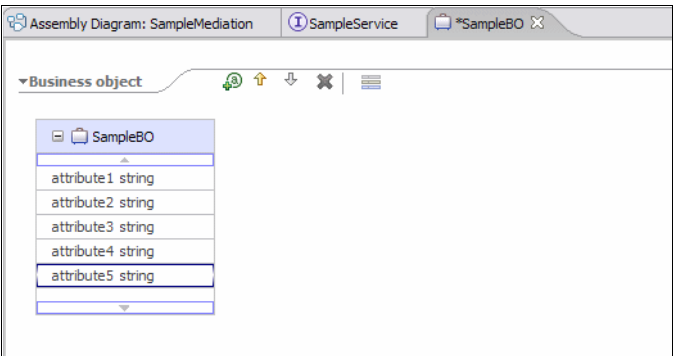 Assembly Diagram: SampleMediation
SampleService
*SampleBO
Business object
SampleBO
attribute1 string
attribute2 string
attribute3 string
attribute4 string
attribute5 string